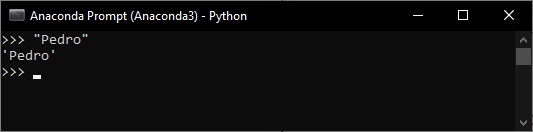 Anaconda Prompt (Anaconda3) - Python
>>> "Pedro"
'Pedro'
>>>